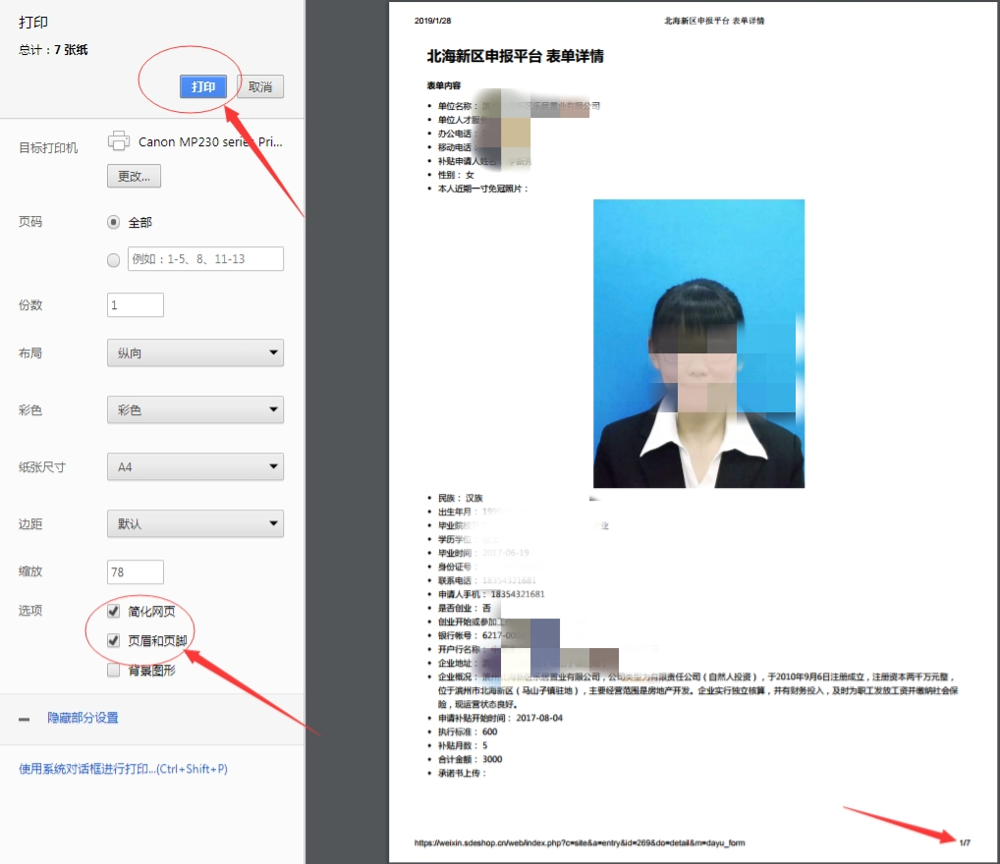 打印
总计：7 张纸
打印
取消
目标打印机
Canon MP230 series Pri...
更改...
页码
全部
例如：1-5、8、11-13
份数
1
布局
纵向
彩色
彩色
纸张尺寸
A4
边距
默认
缩放
78
选项
简化网页
页眉和页脚
背景图形
隐藏部分设置
使用系统对话框进行打印...(Ctrl+Shift+P)
2019/1/28
北海新区申报平台 表单详情
北海新区申报平台 表单详情
表单内容
• 单位名称：
• 单位人才服
• 办公电话：
• 移动电话：
• 补贴申请人姓名
• 性别： 女
• 本人近期一寸免冠照片：
• 民族： 汉族
• 出生年月：
• 毕业院校
• 学历学位
• 毕业时间： 2017-06-19
• 身份证号：
• 联系电话： 18354321681
• 申请人手机： 18354321681
• 是否创业： 否
• 创业开始或参加工
• 银行帐号： 6217-00
• 开户行名称：
• 企业地址：
• 企业概况： 滨州北海新区乐居置业有限公司，公司类型为有限责任公司（自然人投资），于2010年9月6日注册成立，注册资本两千万元整，
位于滨州市北海新区（马山子镇驻地），主要经营范围是房地产开发。企业实行独立核算，并有财务投入，及时为职工发放工资并缴纳社会保
险，现运营状态良好。
• 申请补贴开始时间： 2017-08-04
• 执行标准： 600
• 补贴月数： 5
• 合计金额： 3000
• 承诺书上传：
https://weixin.sdeshop.cn/web/index.php?c=site&a=entry&id=269&do=detail&m=dayu_form
1/7